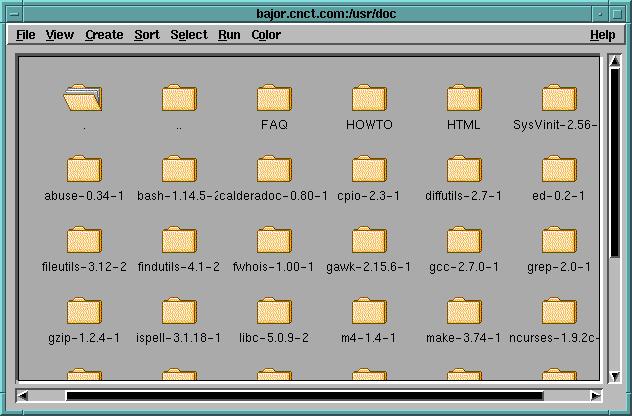 bajor.cnct.com:/usr/doc
File View Create Sort Select Run Color Help
. .. FAQ HOWTO HTML SysVinit-2.56-
abuse-0.34-1 bash-1.14.5-2 calderadoc-0.80-1 cpio-2.3-1 diffutils-2.7-1 ed-0.2-1
fileutils-3.12-2 findutils-4.1-2 fwhois-1.00-1 gawk-2.15.6-1 gcc-2.7.0-1 grep-2.0-1
gzip-1.2.4-1 ispell-3.1.18-1 libc-5.0.9-2 m4-1.4-1 make-3.74-1 ncurses-1.9.2c-